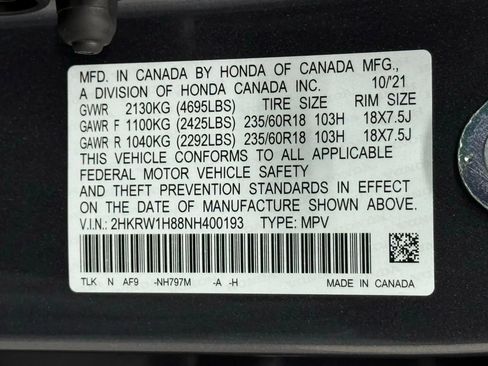 MFD. IN CANADA BY HONDA OF CANADA MFG.,
A DIVISION OF HONDA CANADA INC. 10/'21
GVWR 2130KG (4695LBS) TIRE SIZE RIM SIZE
GAWR F 1100KG (2425LBS) 235/60R18 103H 18X7.5J
GAWR R 1040KG (2292LBS) 235/60R18 103H 18X7.5J
THIS VEHICLE CONFORMS TO ALL APPLICABLE
FEDERAL MOTOR VEHICLE SAFETY
AND THEFT PREVENTION STANDARDS IN EFFECT
ON THE DATE OF MANUFACTURE SHOWN ABOVE.
V.I.N.: 2HKRW1H88NH400193 TYPE: MPV
TLK N AF9 -NH797M -A -H MADE IN CANADA